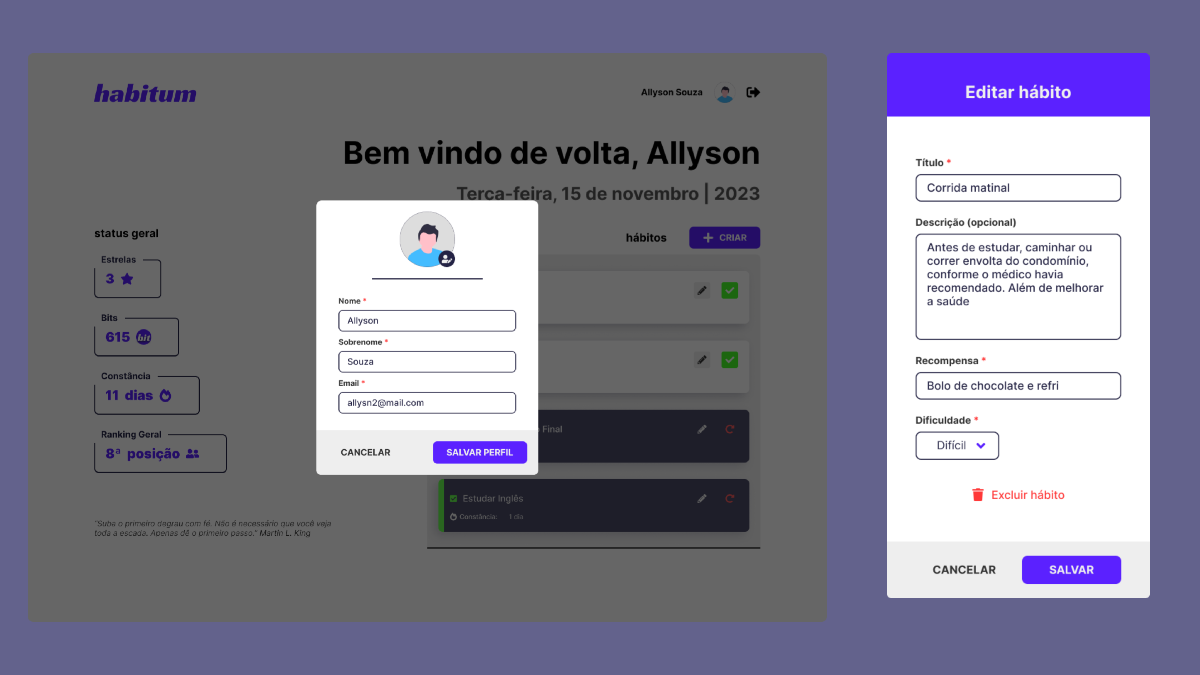 habitum
Allyson Souza
Bem vindo de volta, Allyson
Terça-feira, 15 de novembro | 2023
status geral
Estrelas
3
Bits
615 bit
Constância
11 dias
Ranking Geral
8ª posição
"Suba o primeiro degrau com fé. Não é necessário que você veja
toda a escada. Apenas dê o primeiro passo." Martin L. King
hábitos
CRIAR
Final
Estudar Inglês
Constância: 1 dia
Nome *
Allyson
Sobrenome *
Souza
Email *
allysn2@mail.com
CANCELAR
SALVAR PERFIL
Editar hábito
Título *
Corrida matinal
Descrição (opcional)
Antes de estudar, caminhar ou
correr envolta do condomínio,
conforme o médico havia
recomendado. Além de melhorar
a saúde
Recompensa *
Bolo de chocolate e refri
Dificuldade *
Difícil
Excluir hábito
CANCELAR
SALVAR